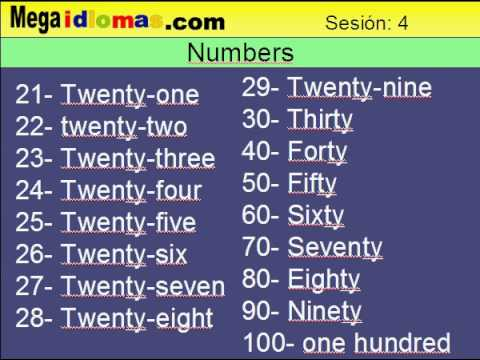 Megaidiomas.com
Sesión: 4
Numbers
21- Twenty-one
22- twenty-two
23- Twenty-three
24- Twenty-four
25- Twenty-five
26- Twenty-six
27- Twenty-seven
28- Twenty-eight
29- Twenty-nine
30- Thirty
40- Forty
50- Fifty
60- Sixty
70- Seventy
80- Eighty
90- Ninety
100- one hundred